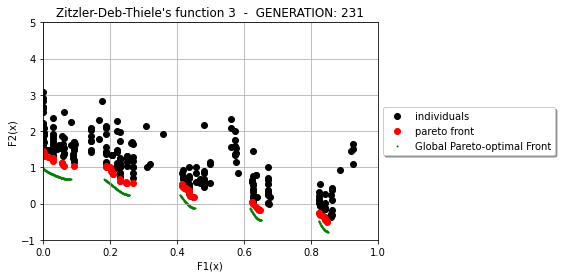 Zitzler-Deb-Thiele's function 3  -  GENERATION: 231
5
4
3
2
1
0
−1
F2(x)
0.0 0.2 0.4 0.6 0.8 1.0
F1(x)
individuals
pareto front
Global Pareto-optimal Front